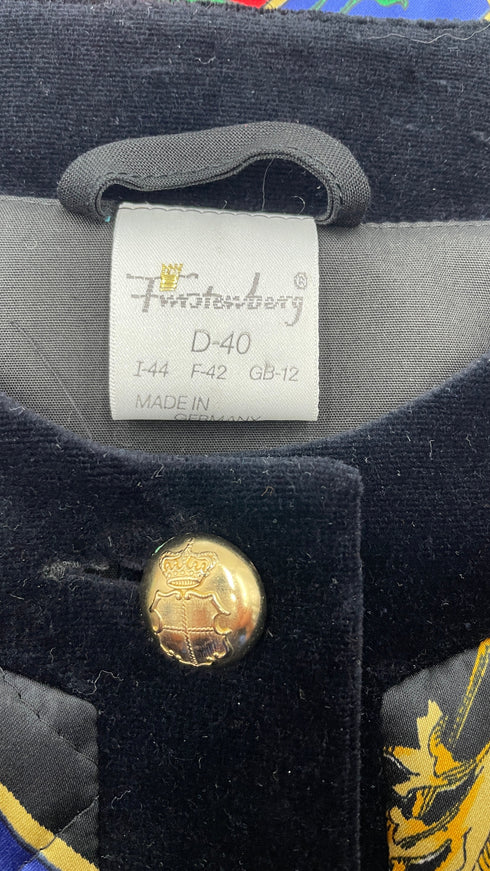 Fürstenberg ®
D-40
I-44 F-42 GB-12
MADE IN
GERMANY